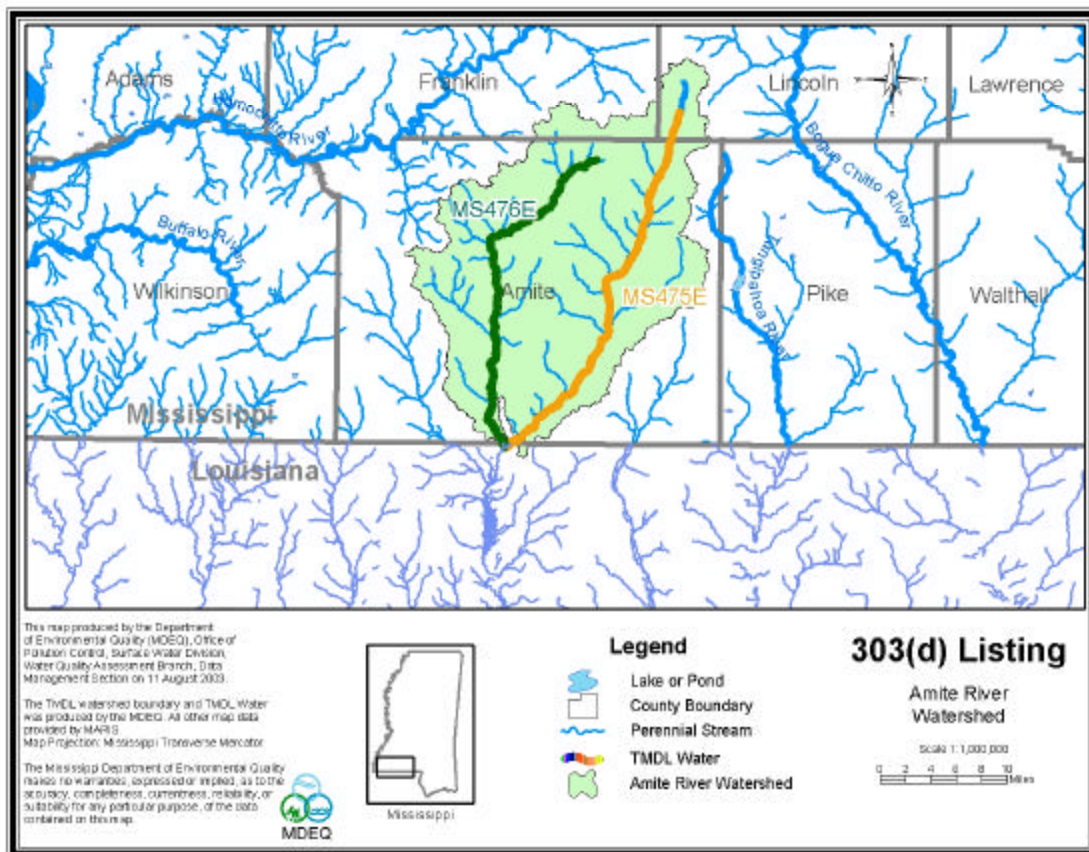 Adams
Franklin
Lincoln
Lawrence
Homochitto River
Bogue Chitto River
MS476E
Buffalo River
Wilkinson
Amite
MS475E
Tangipahoa River
Pike
Walthall
Mississippi
Louisiana
This map produced by the Department
of Environmental Quality (MDEQ), Office of
Pollution Control, Surface Water Division,
Water Quality Assessment Branch, Data
Management Section on 11 August 2003.
The TMDL watershed boundary and TMDL Water
was produced by the MDEQ. All other map data
provided by MARIS.
Map Projection: Mississippi Transverse Mercator
The Mississippi Department of Environmental Quality
makes no warranties, expressed or implied, as to the
accuracy, completeness, currentness, reliability, or
suitability for any particular purpose, of the data
contained on this map.
MDEQ
Mississippi
Legend
Lake or Pond
County Boundary
Perennial Stream
TMDL Water
Amite River Watershed
303(d) Listing
Amite River
Watershed
Scale 1:1,000,000
0 2 4 6 8 10
Miles